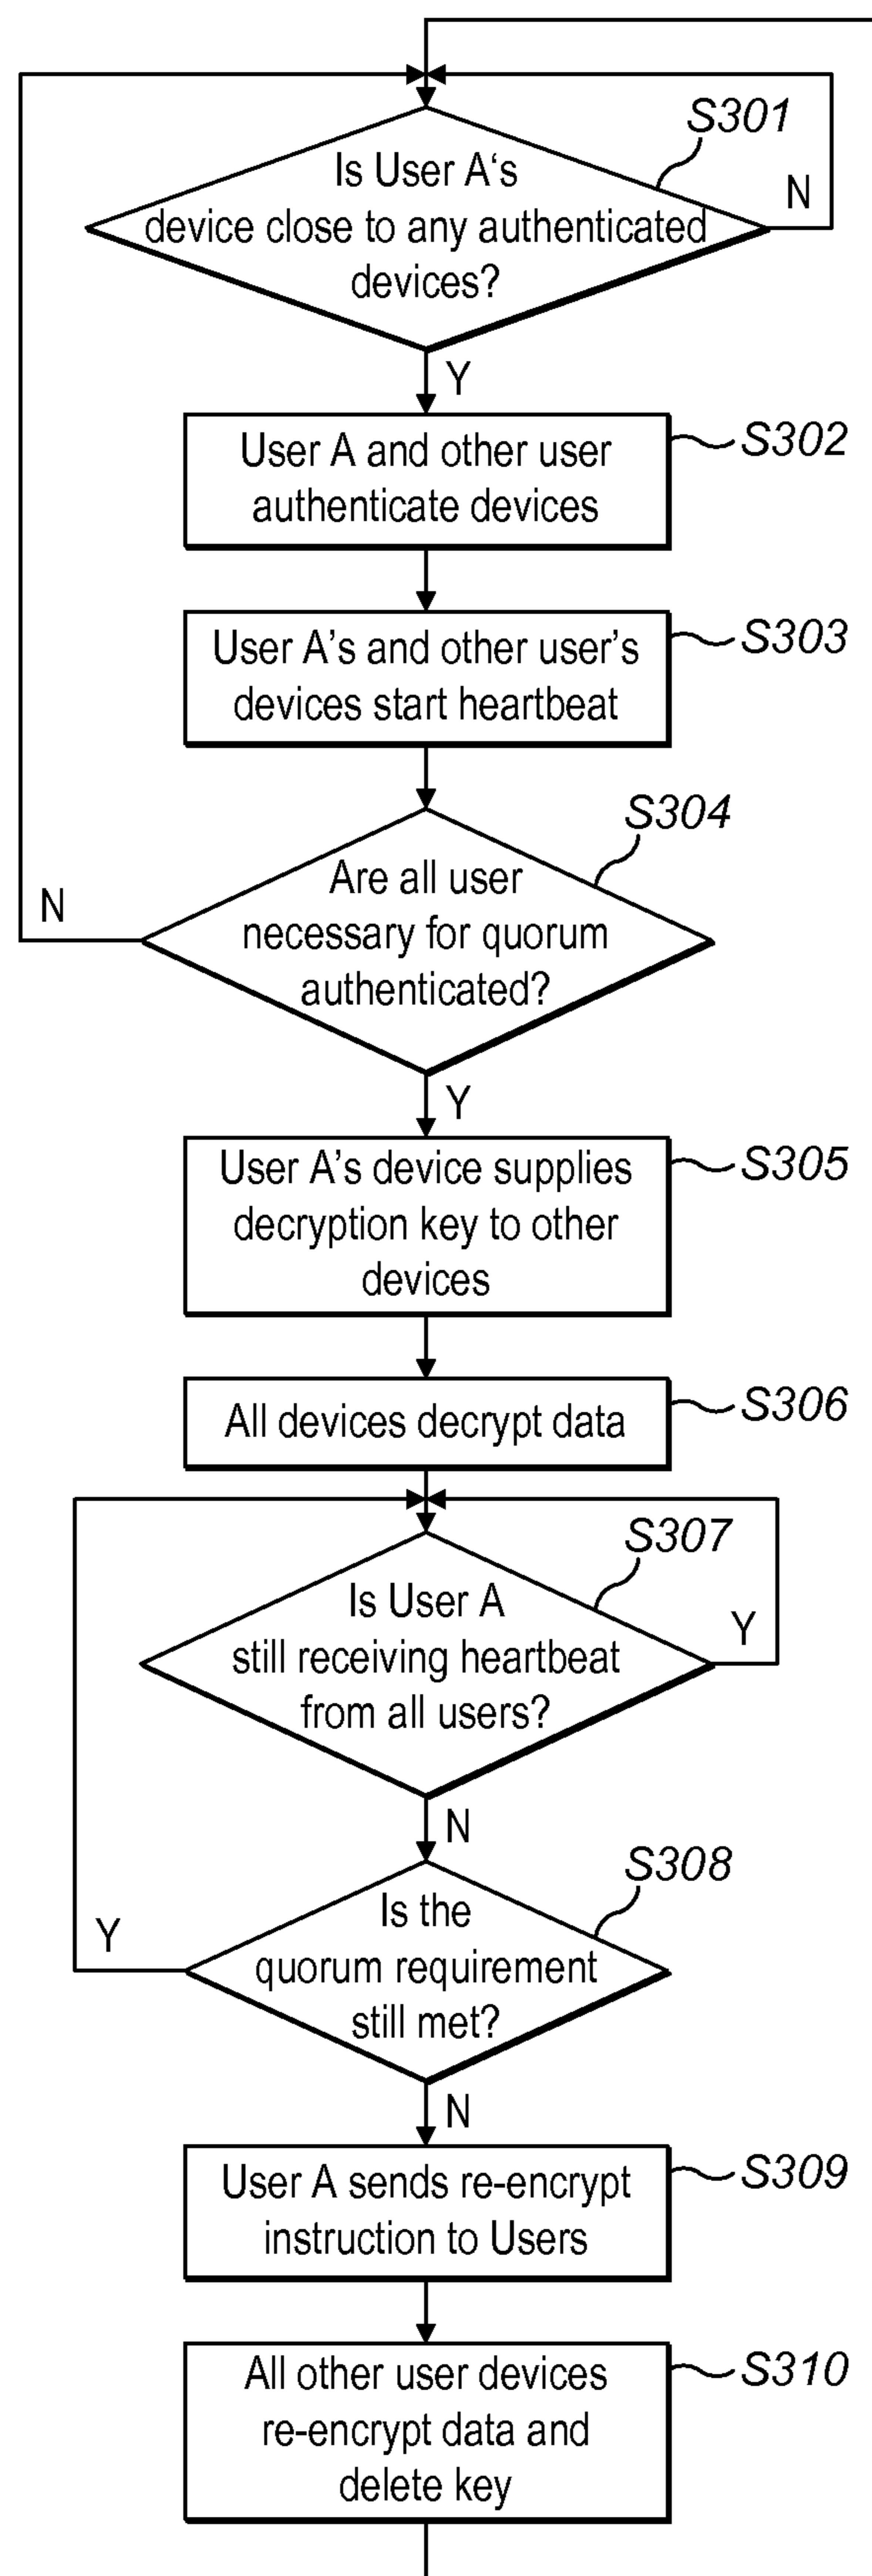 S301
Is User A‘s
device close to any authenticated
devices?
N
Y
User A and other user
authenticate devices
S302
User A’s and other user’s
devices start heartbeat
S303
S304
Are all user
necessary for quorum
authenticated?
N
Y
User A’s device supplies
decryption key to other
devices
S305
All devices decrypt data
S306
S307
Is User A
still receiving heartbeat
from all users?
Y
N
S308
Is the
quorum requirement
still met?
Y
N
User A sends re-encrypt
instruction to Users
S309
All other user devices
re-encrypt data and
delete key
S310